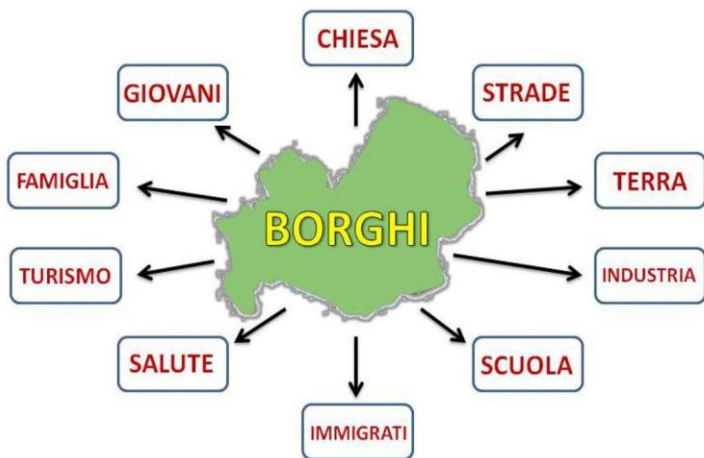 CHIESA
GIOVANI
STRADE
FAMIGLIA
TERRA
BORGHI
TURISMO
INDUSTRIA
SALUTE
SCUOLA
IMMIGRATI